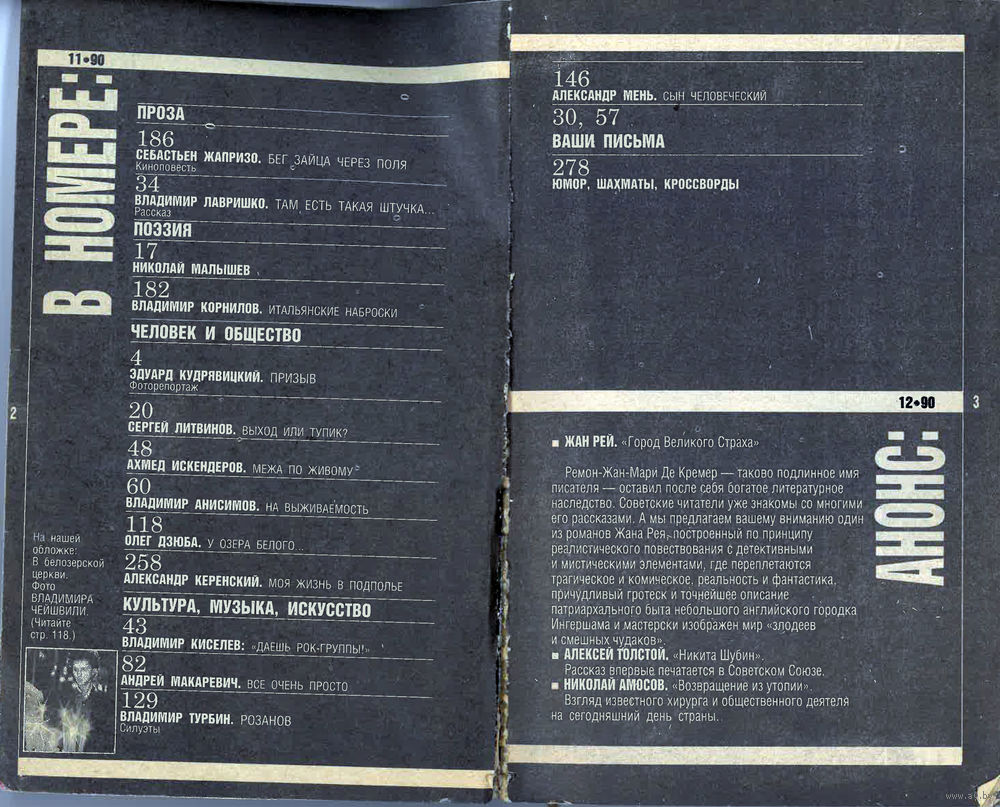 11•90
В НОМЕРЕ:
ПРОЗА
186
СЕБАСТЬЕН ЖАПРИЗО. БЕГ ЗАЙЦА ЧЕРЕЗ ПОЛЯ
Киноповесть
34
ВЛАДИМИР ЛАВРИШКО. ТАМ ЕСТЬ ТАКАЯ ШТУЧКА...
Рассказ
ПОЭЗИЯ
17
НИКОЛАЙ МАЛЫШЕВ
182
ВЛАДИМИР КОРНИЛОВ. ИТАЛЬЯНСКИЕ НАБРОСКИ
ЧЕЛОВЕК И ОБЩЕСТВО
4
ЭДУАРД КУДРЯВИЦКИЙ. ПРИЗЫВ
Фоторепортаж
20
СЕРГЕЙ ЛИТВИНОВ. ВЫХОД ИЛИ ТУПИК?
48
АХМЕД ИСКЕНДЕРОВ. МЕЖА ПО ЖИВОМУ
60
ВЛАДИМИР АНИСИМОВ. НА ВЫЖИВАЕМОСТЬ
118
ОЛЕГ ДЗЮБА. У ОЗЕРА БЕЛОГО...
258
АЛЕКСАНДР КЕРЕНСКИЙ. МОЯ ЖИЗНЬ В ПОДПОЛЬЕ
КУЛЬТУРА, МУЗЫКА, ИСКУССТВО
43
ВЛАДИМИР КИСЕЛЕВ: «ДАЕШЬ РОК-ГРУППЫ!»
82
АНДРЕЙ МАКАРЕВИЧ. ВСЕ ОЧЕНЬ ПРОСТО
129
ВЛАДИМИР ТУРБИН. РОЗАНОВ
Силуэты
2
На нашей
обложке:
В белозерской
церкви.
Фото
ВЛАДИМИРА
ЧЕЙШВИЛИ.
(Читайте
стр. 118.)
146
АЛЕКСАНДР МЕНЬ. СЫН ЧЕЛОВЕЧЕСКИЙ
30, 57
ВАШИ ПИСЬМА
278
ЮМОР, ШАХМАТЫ, КРОССВОРДЫ
12•90
3
АНОНС:
▪ ЖАН РЕЙ. «Город Великого Страха»
Ремон-Жан-Мари Де Кремер — таково подлинное имя
писателя — оставил после себя богатое литературное
наследство. Советские читатели уже знакомы со многими
его рассказами. А мы предлагаем вашему вниманию один
из романов Жана Рея, построенный по принципу
реалистического повествования с детективными
и мистическими элементами, где переплетаются
трагическое и комическое, реальность и фантастика,
причудливый гротеск и точнейшее описание
патриархального быта небольшого английского городка
Ингершама и мастерски изображен мир «злодеев
и смешных чудаков».
▪ АЛЕКСЕЙ ТОЛСТОЙ. «Никита Шубин».
Рассказ впервые печатается в Советском Союзе.
▪ НИКОЛАЙ АМОСОВ. «Возвращение из утопии».
Взгляд известного хирурга и общественного деятеля
на сегодняшний день страны.